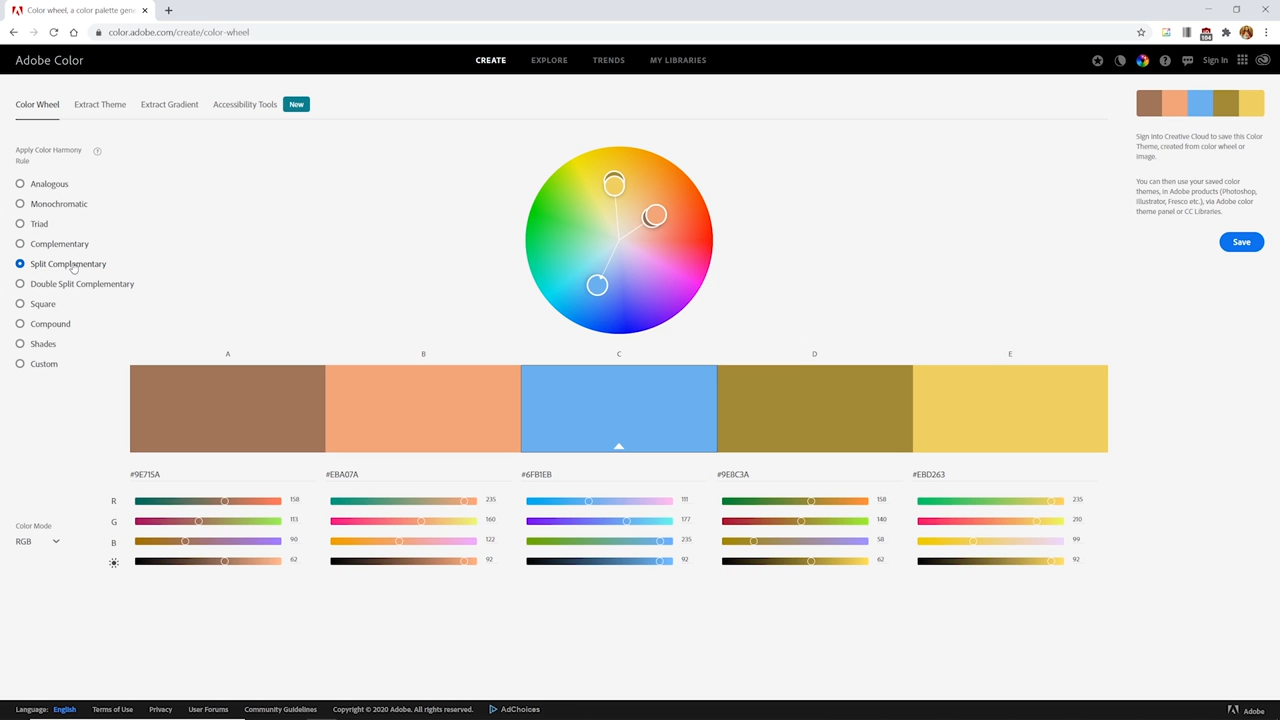 Color wheel, a color palette gene
color.adobe.com/create/color-wheel
104
Adobe Color
CREATE EXPLORE TRENDS MY LIBRARIES
Sign In
Color Wheel Extract Theme Extract Gradient Accessibility Tools New
Apply Color Harmony
Rule
Analogous
Monochromatic
Triad
Complementary
Split Complementary
Double Split Complementary
Square
Compound
Shades
Custom
Sign into Creative Cloud to save this Color
Theme, created from color wheel or
image.
You can then use your saved color
themes, in Adobe products (Photoshop,
Illustrator, Fresco etc.), via Adobe color
theme panel or CC Libraries.
Save
A B C D E
#9E715A #EBA07A #6FB1EB #9E8C3A #EBD263
R 158 235 111 158 235
G 113 160 177 140 210
B 90 122 235 58 99
62 92 92 62 92
Color Mode
RGB
Language: English Terms of Use Privacy User Forums Community Guidelines Copyright © 2020 Adobe. All rights reserved. AdChoices
Adobe